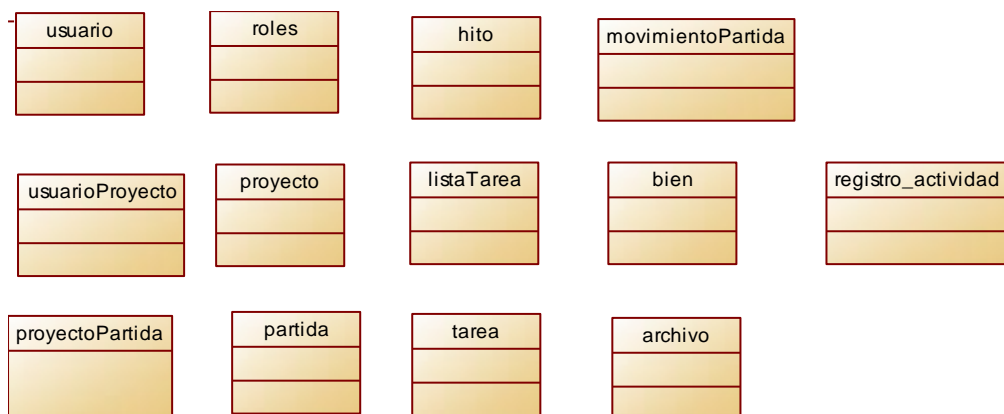 usuario
roles
hito
movimientoPartida
usuarioProyecto
proyecto
listaTarea
bien
registro_actividad
proyectoPartida
partida
tarea
archivo